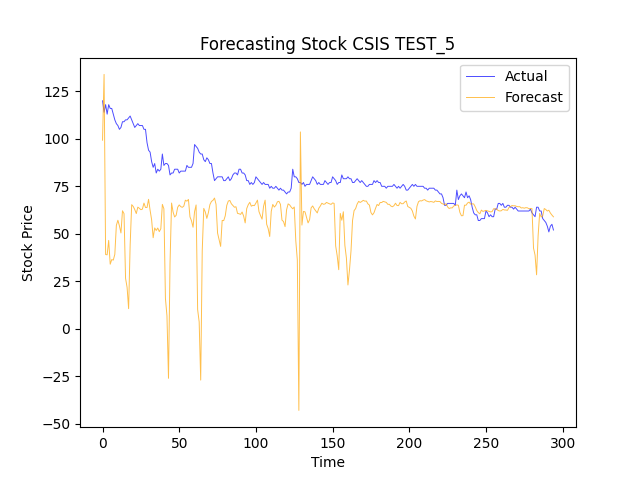 Forecasting Stock CSIS TEST_5
Actual
Forecast
125
100
75
50
25
0
−25
−50
Stock Price
0 50 100 150 200 250 300
Time